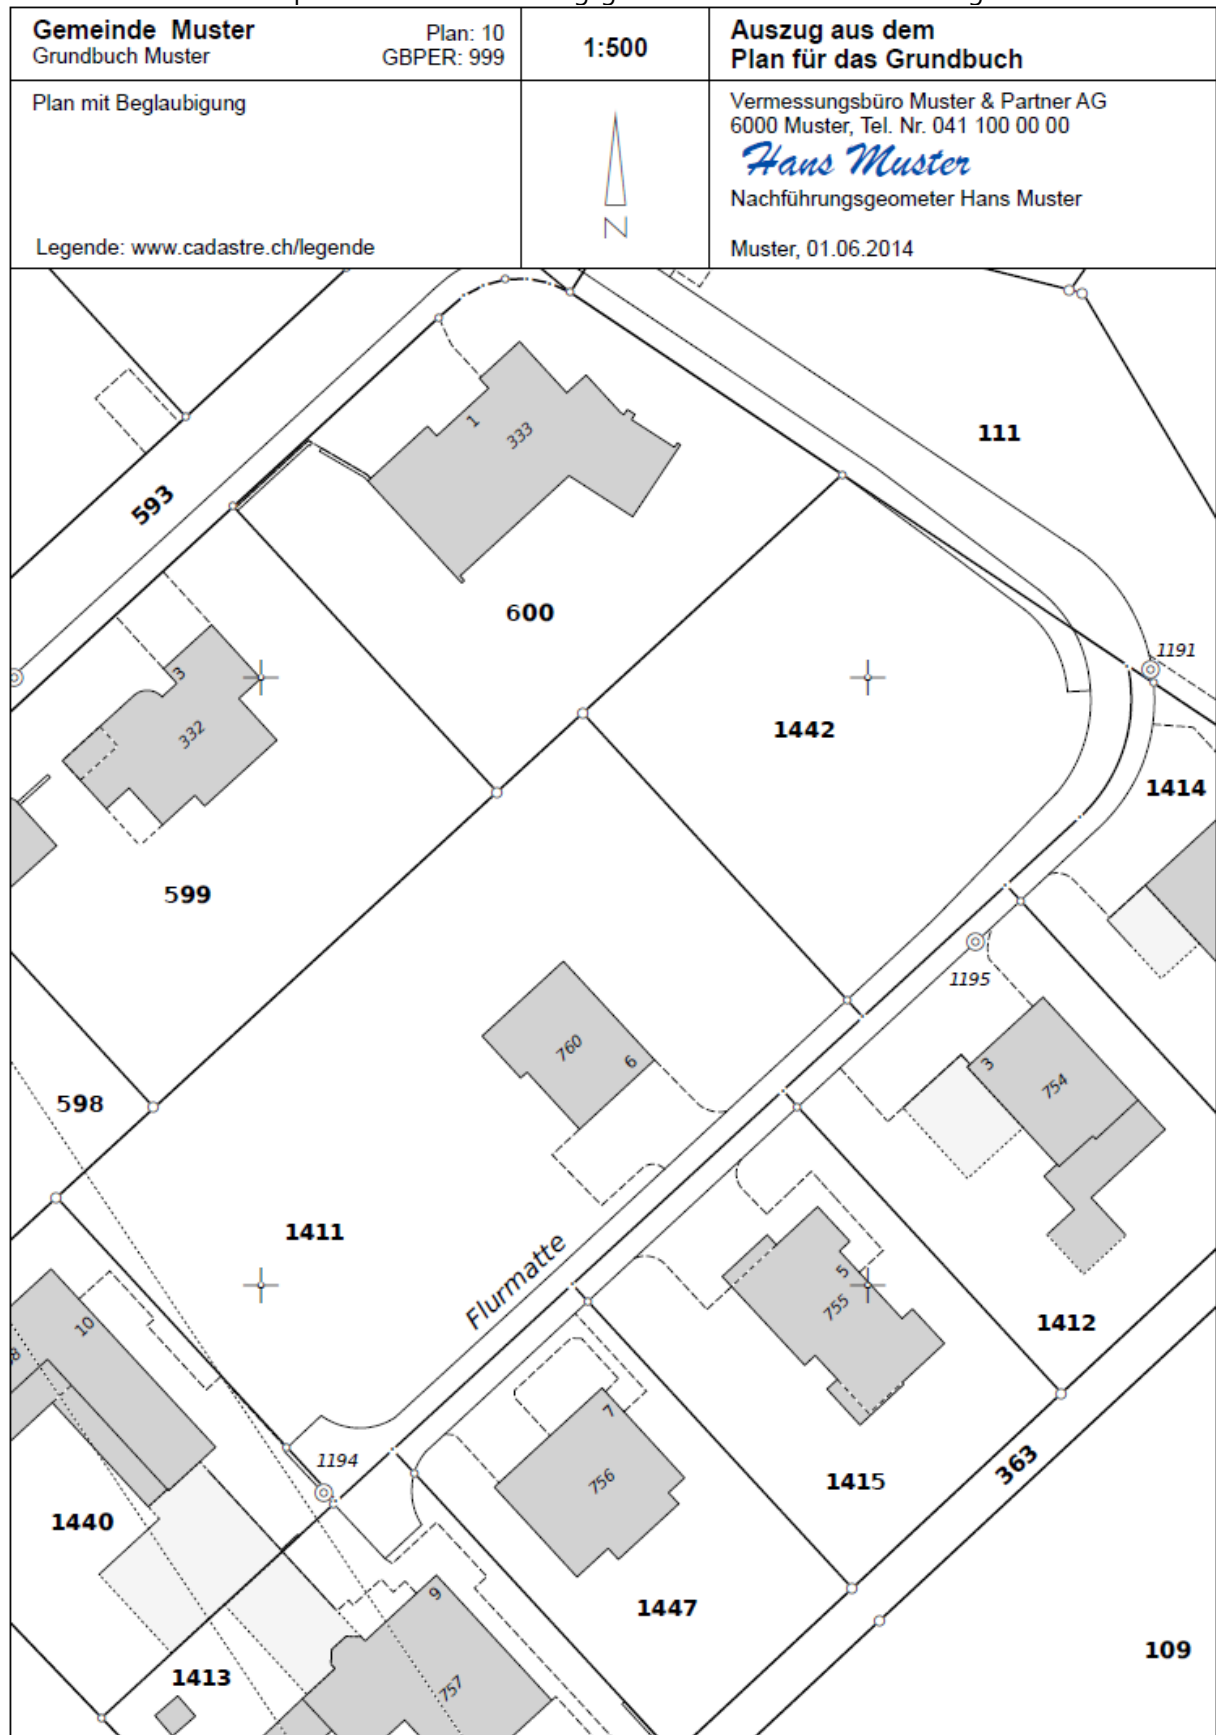 Gemeinde Muster
Grundbuch Muster
Plan: 10
GBPER: 999
1:500
Auszug aus dem
Plan für das Grundbuch
Plan mit Beglaubigung
Legende: www.cadastre.ch/legende
N
Vermessungsbüro Muster & Partner AG
6000 Muster, Tel. Nr. 041 100 00 00
Hans Muster
Nachführungsgeometer Hans Muster
Muster, 01.06.2014
593
1
333
111
600
1191
3
332
1442
1414
599
1195
760
6
3
754
598
1411
Flurmatte
5
755
1412
10
7
756
1194
1415
363
1440
9
1447
757
1413
109